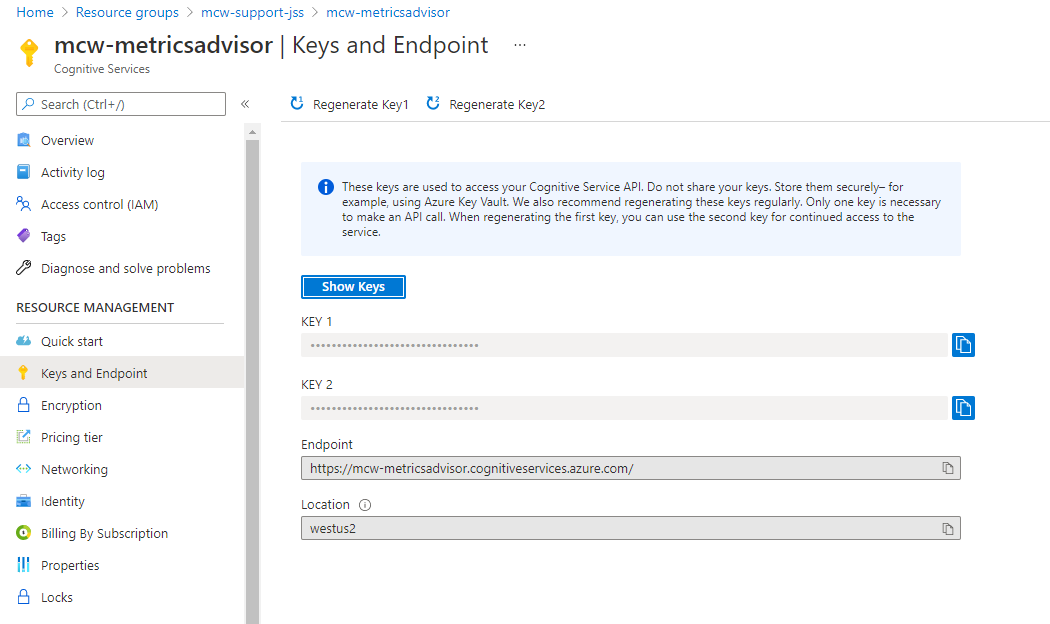 Home > Resource groups > mcw-support-jss > mcw-metricsadvisor
mcw-metricsadvisor | Keys and Endpoint ...
Cognitive Services
Search (Ctrl+/)
«
Overview
Activity log
Access control (IAM)
Tags
Diagnose and solve problems
RESOURCE MANAGEMENT
Quick start
Keys and Endpoint
Encryption
Pricing tier
Networking
Identity
Billing By Subscription
Properties
Locks
Regenerate Key1 Regenerate Key2
These keys are used to access your Cognitive Service API. Do not share your keys. Store them securely– for
example, using Azure Key Vault. We also recommend regenerating these keys regularly. Only one key is necessary
to make an API call. When regenerating the first key, you can use the second key for continued access to the
service.
Show Keys
KEY 1
••••••••••••••••••••••••••••••••
KEY 2
••••••••••••••••••••••••••••••••
Endpoint
https://mcw-metricsadvisor.cognitiveservices.azure.com/
Location
westus2